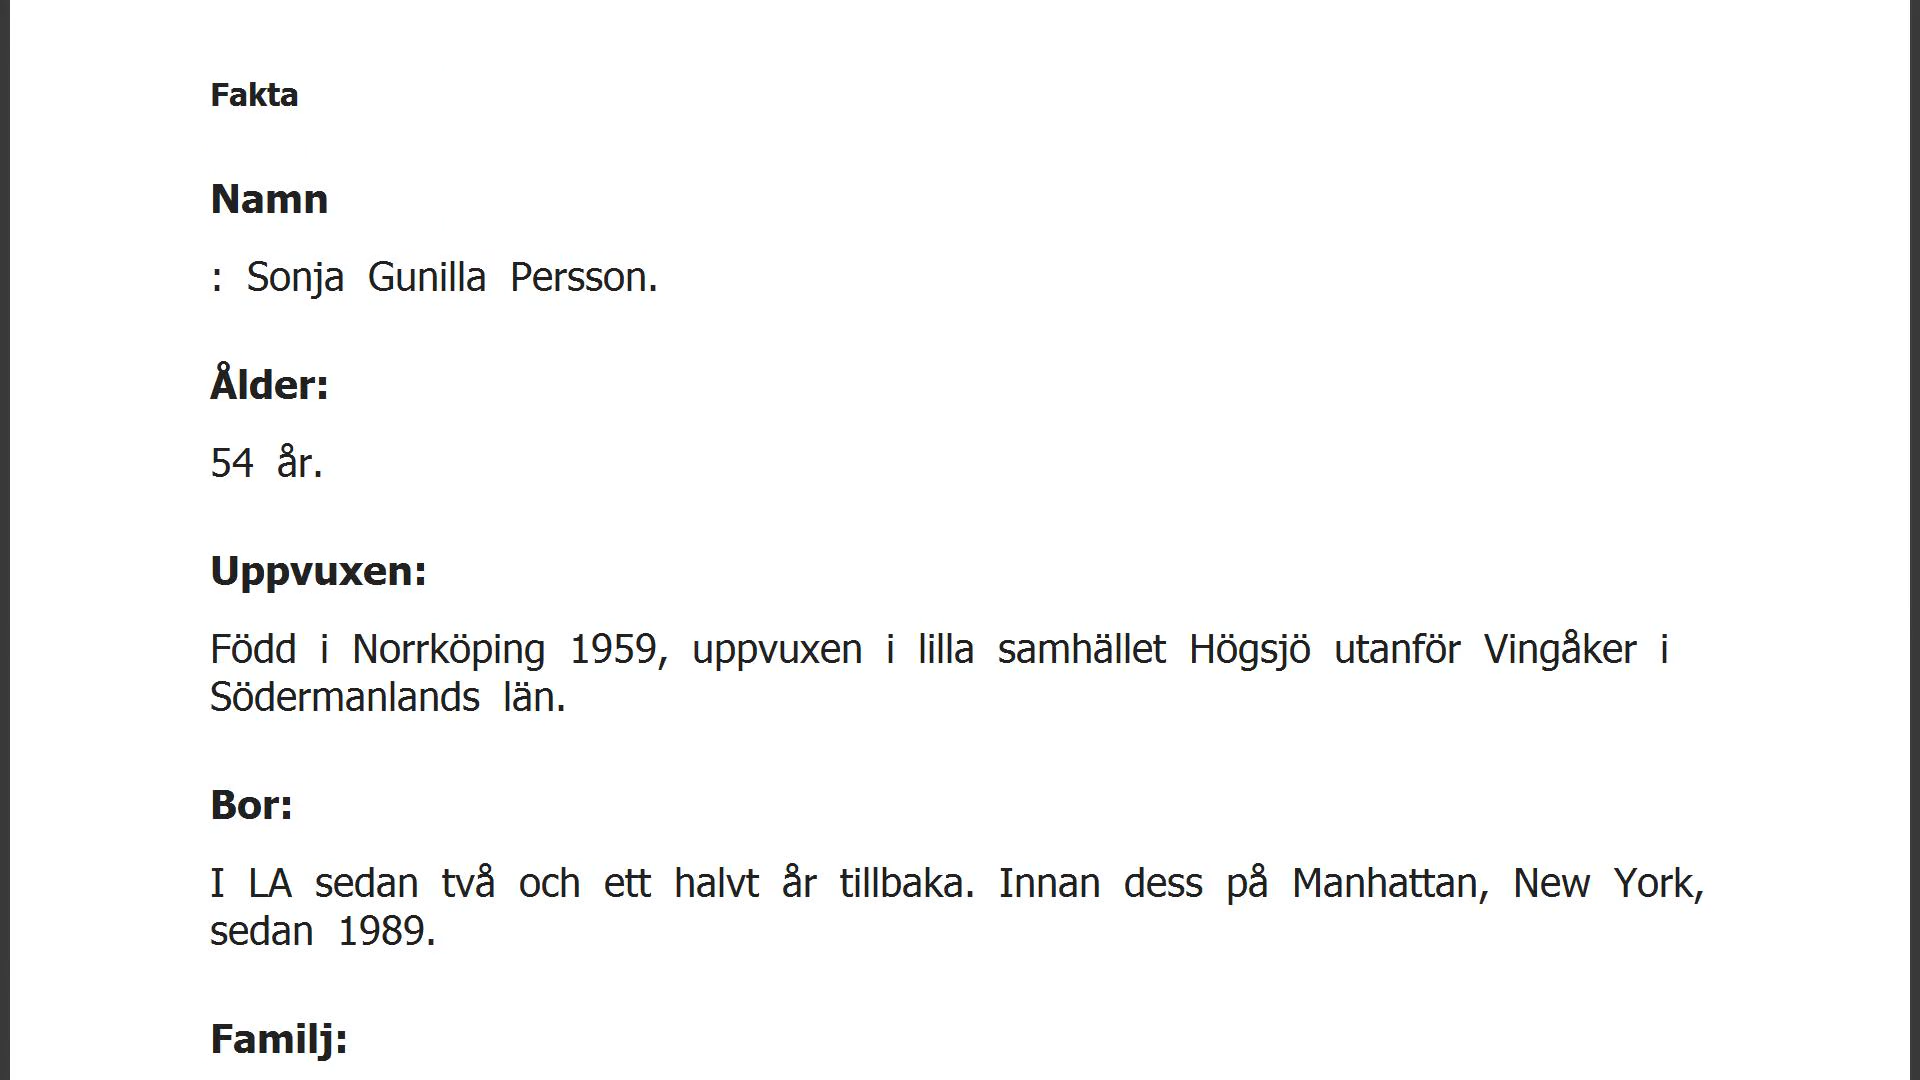 Fakta
Namn
: Sonja Gunilla Persson.
Ålder:
54 år.
Uppvuxen:
Född i Norrköping 1959, uppvuxen i lilla samhället Högsjö utanför Vingåker i
Södermanlands län.
Bor:
I LA sedan två och ett halvt år tillbaka. Innan dess på Manhattan, New York,
sedan 1989.
Familj: